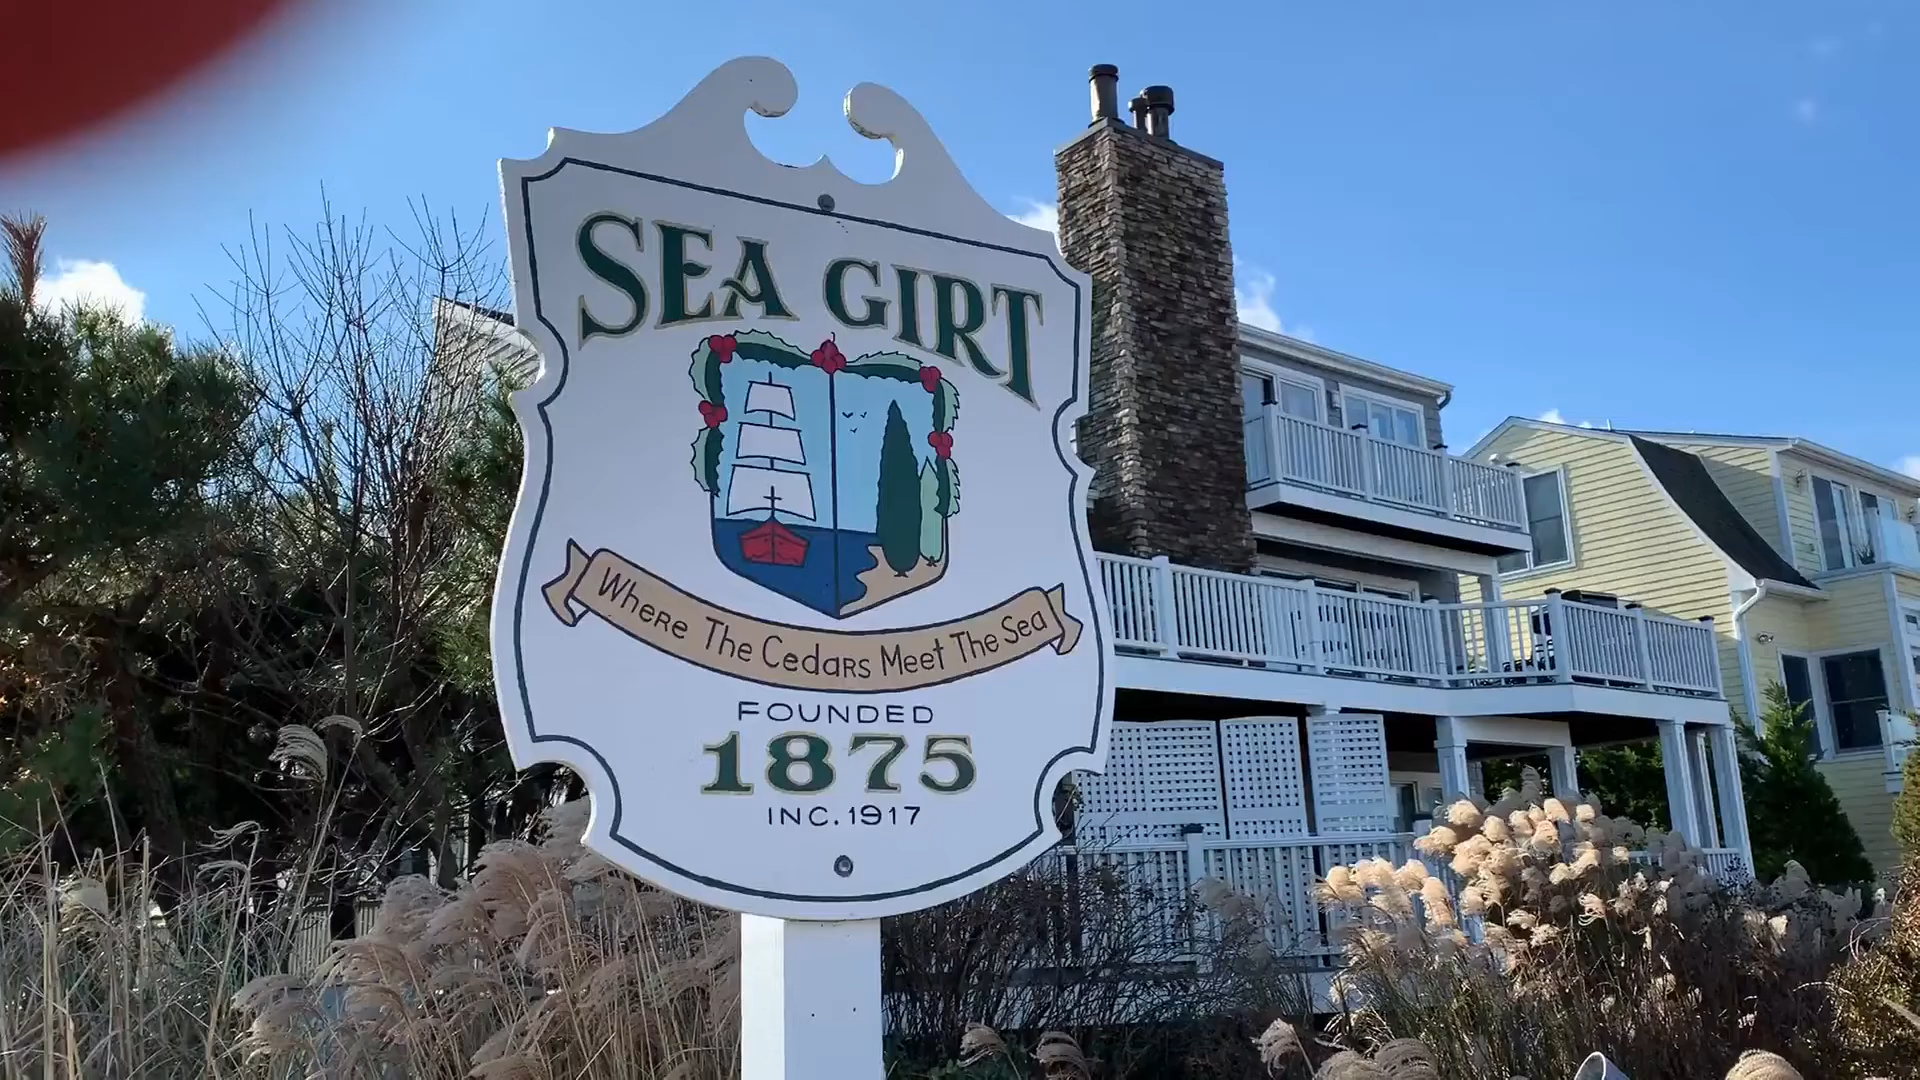 SEA GIRT
Where The Cedars Meet The Sea
FOUNDED
1875
INC. 1917